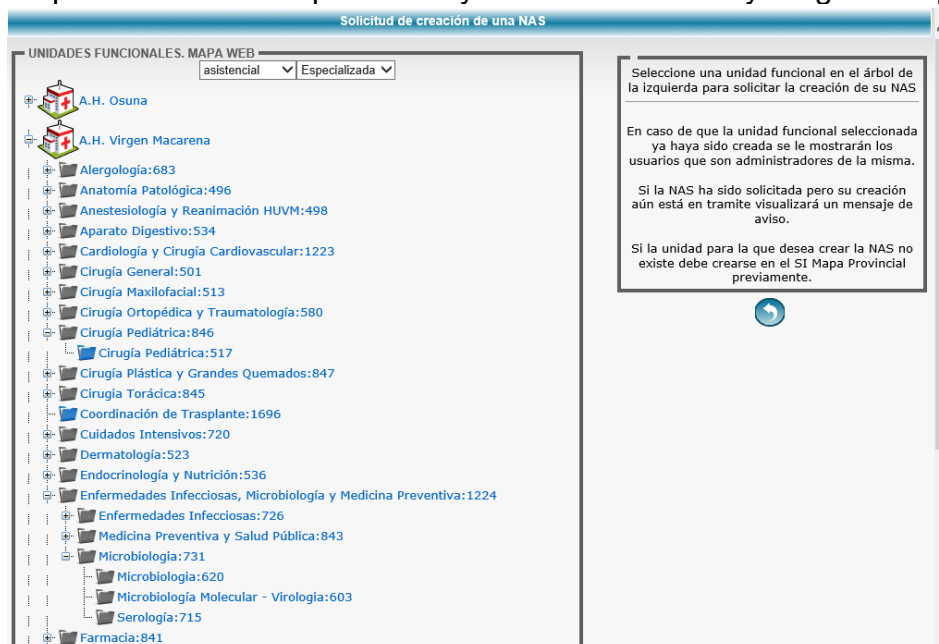 Solicitud de creación de una NAS
UNIDADES FUNCIONALES. MAPA WEB
asistencial
Especializada
A.H. Osuna
A.H. Virgen Macarena
Alergología:683
Anatomía Patológica:496
Anestesiología y Reanimación HUVM:498
Aparato Digestivo:534
Cardiología y Cirugía Cardiovascular:1223
Cirugía General:501
Cirugía Maxilofacial:513
Cirugía Ortopédica y Traumatología:580
Cirugía Pediátrica:846
Cirugía Pediátrica:517
Cirugía Plástica y Grandes Quemados:847
Cirugia Torácica:845
Coordinación de Trasplante:1696
Cuidados Intensivos:720
Dermatología:523
Endocrinología y Nutrición:536
Enfermedades Infecciosas, Microbiología y Medicina Preventiva:1224
Enfermedades Infecciosas:726
Medicina Preventiva y Salud Pública:843
Microbiologia:731
Microbiologia:620
Microbiología Molecular - Virologia:603
Serología:715
Farmacia:841
Seleccione una unidad funcional en el árbol de
la izquierda para solicitar la creación de su NAS
En caso de que la unidad funcional seleccionada
ya haya sido creada se le mostrarán los
usuarios que son administradores de la misma.
Si la NAS ha sido solicitada pero su creación
aún está en tramite visualizará un mensaje de
aviso.
Si la unidad para la que desea crear la NAS no
existe debe crearse en el SI Mapa Provincial
previamente.